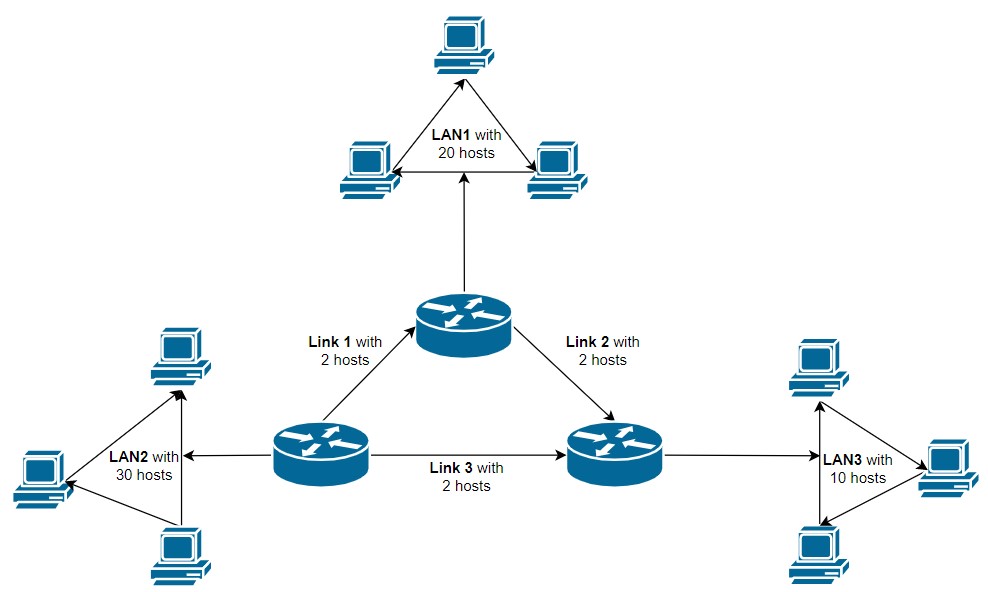 LAN1 with
20 hosts
Link 1 with
2 hosts
Link 2 with
2 hosts
LAN2 with
30 hosts
Link 3 with
2 hosts
LAN3 with
10 hosts